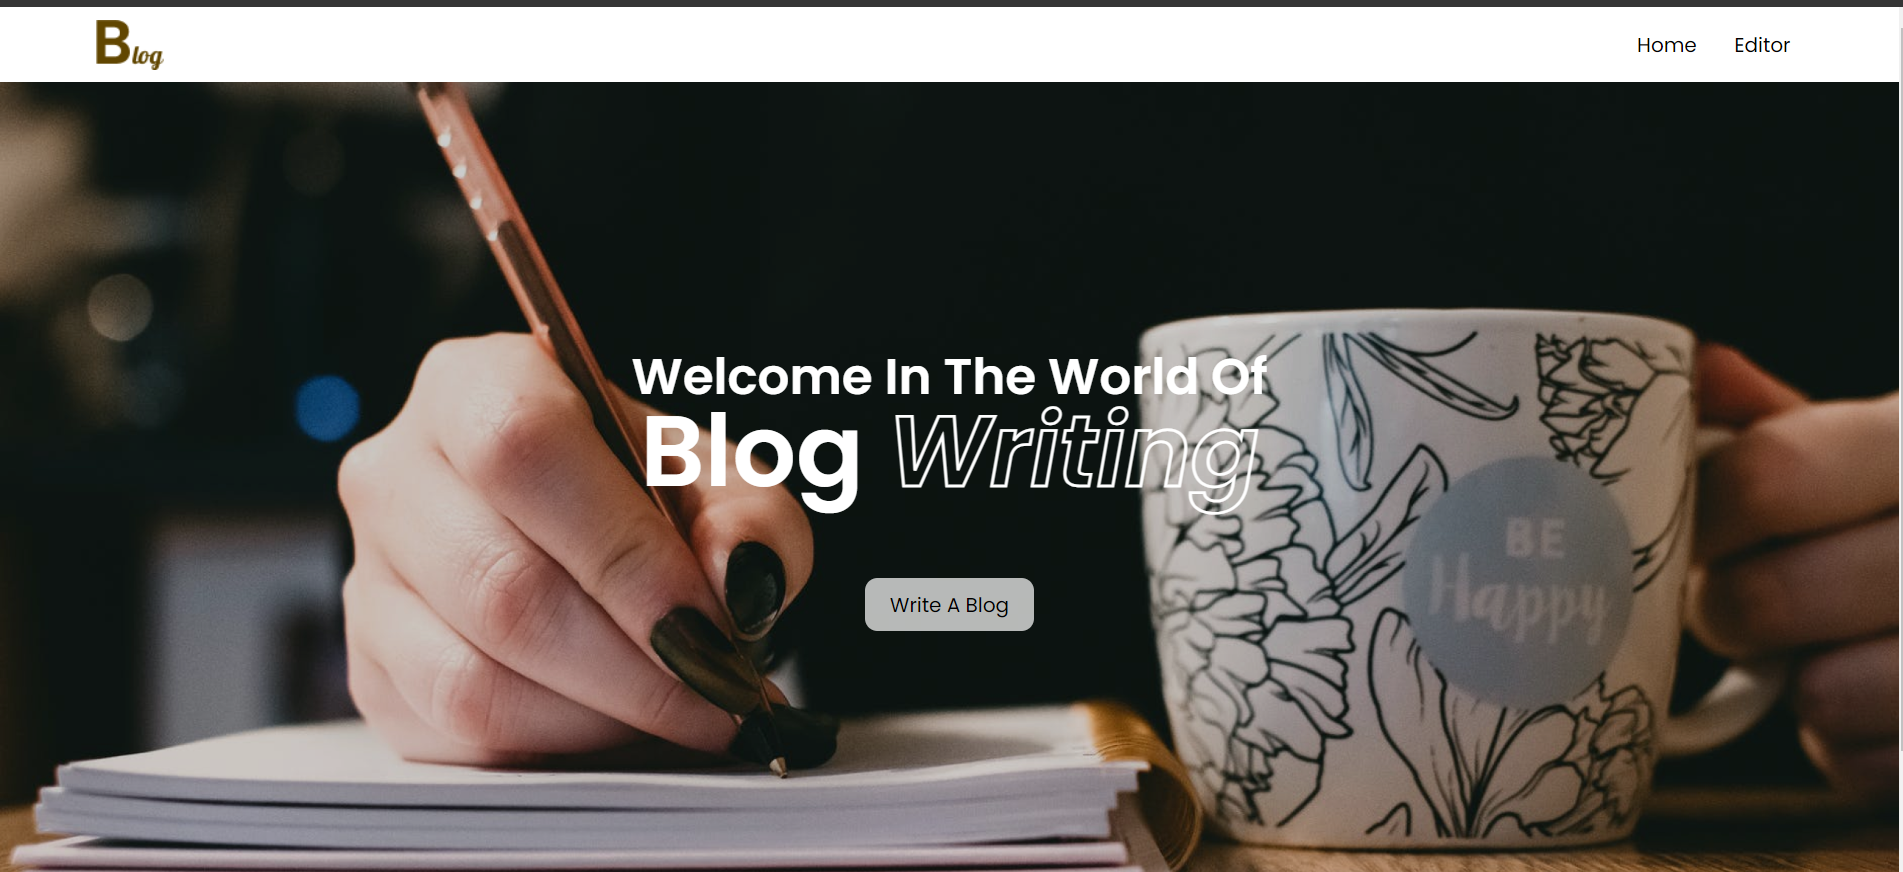 Blog
Home Editor
Welcome In The World Of
Blog Writing
Write A Blog
BE
Happy